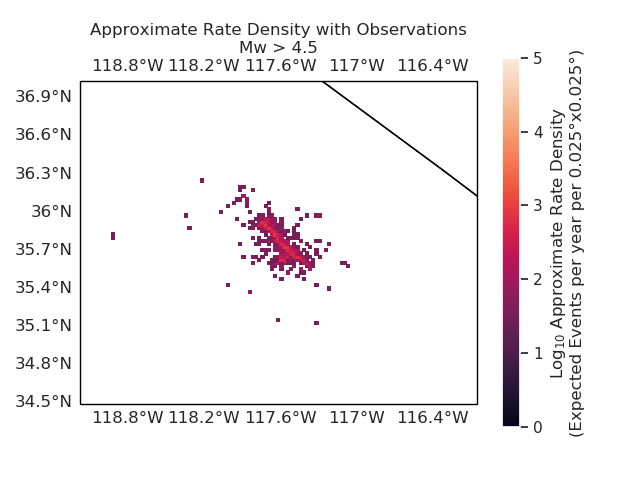 Approximate Rate Density with Observations
Mw > 4.5
118.8°W 118.2°W 117.6°W 117°W 116.4°W
36.9°N
36.6°N
36.3°N
36°N
35.7°N
35.4°N
35.1°N
34.8°N
34.5°N
118.8°W 118.2°W 117.6°W 117°W 116.4°W
5
4
3
2
1
0
Log₁₀ Approximate Rate Density
(Expected Events per year per 0.025°x0.025°)